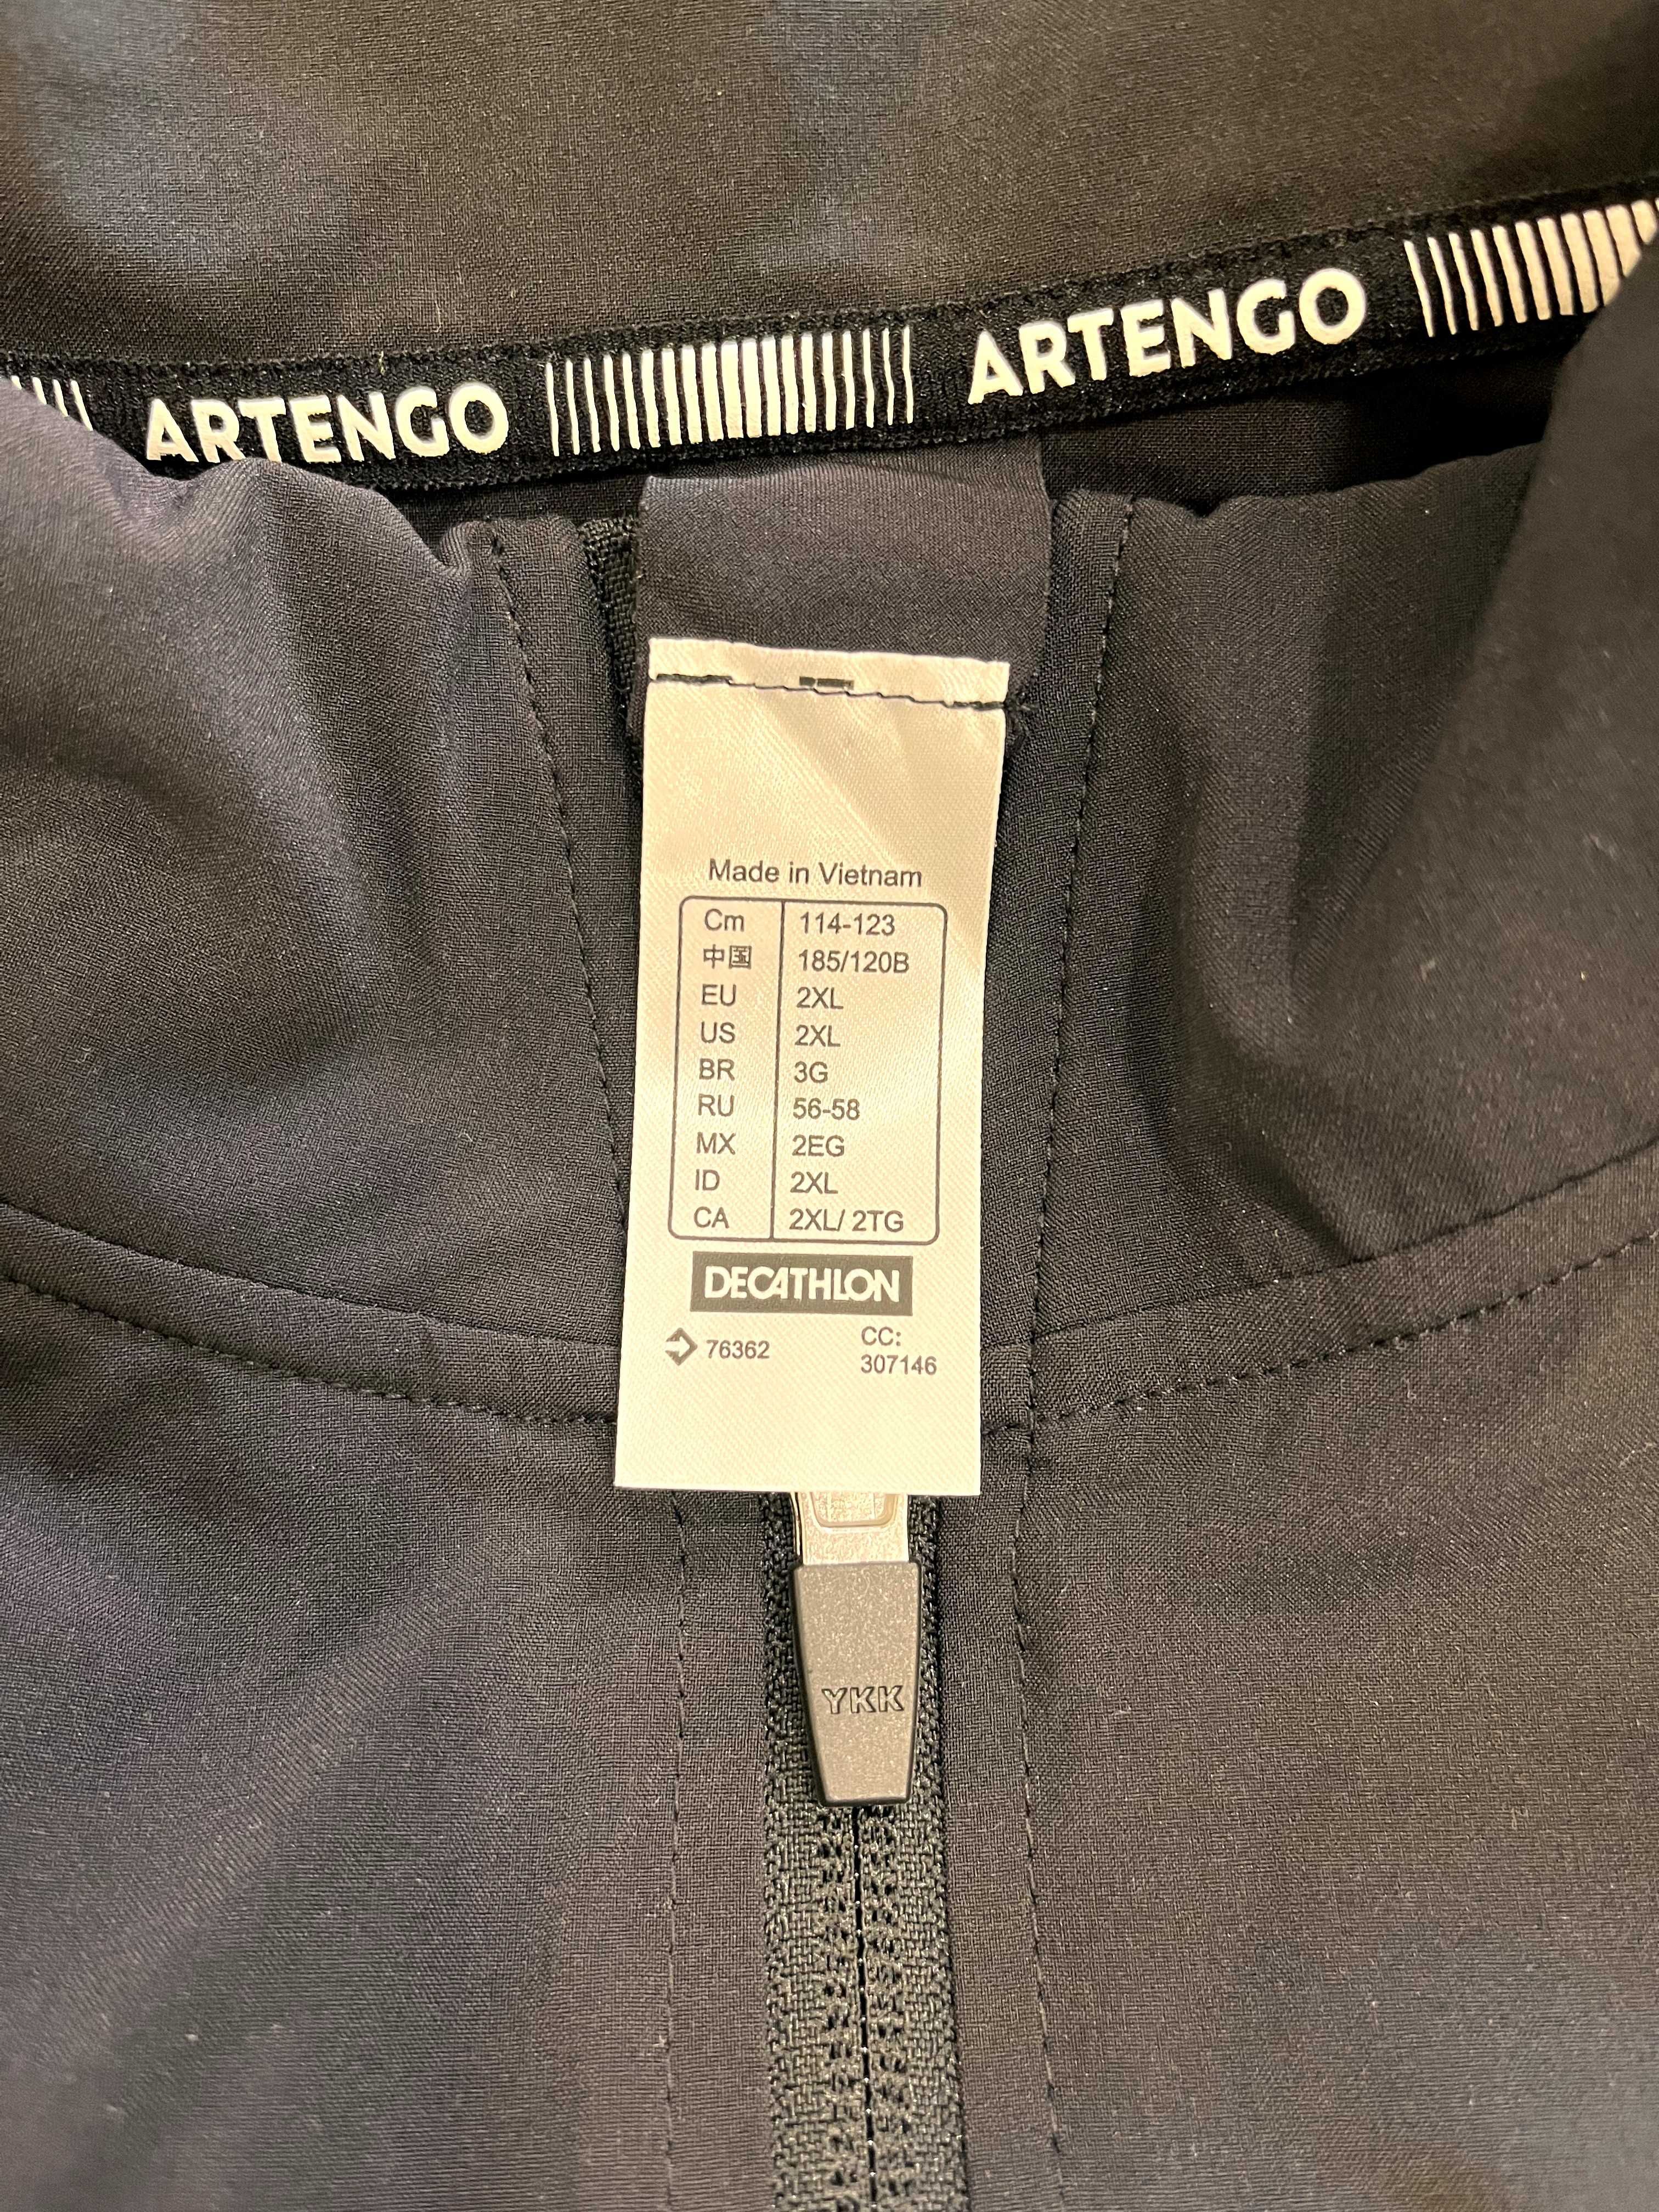 ARTENGO ARTENGO
Made in Vietnam
Cm 114-123
中国 185/120B
EU 2XL
US 2XL
BR 3G
RU 56-58
MX 2EG
ID 2XL
CA 2XL/ 2TG
DECATHLON
76362 CC:
307146
YKK